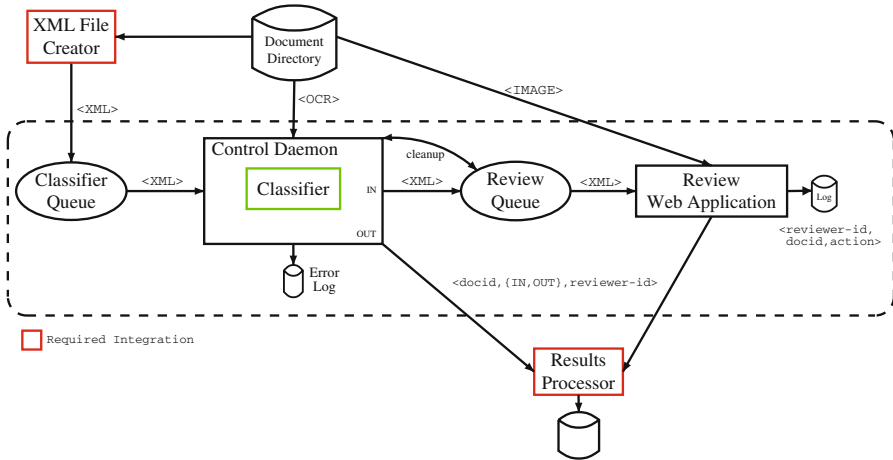 XML File
Creator
Document
Directory
<IMAGE>
<XML>
<OCR>
Control Daemon
cleanup
Classifier
Queue
<XML>
Classifier
IN
<XML>
Review
Queue
<XML>
Review
Web Application
Log
OUT
<reviewer-id,
docid,action>
Error
Log
<docid,{IN,OUT},reviewer-id>
Required Integration
Results
Processor